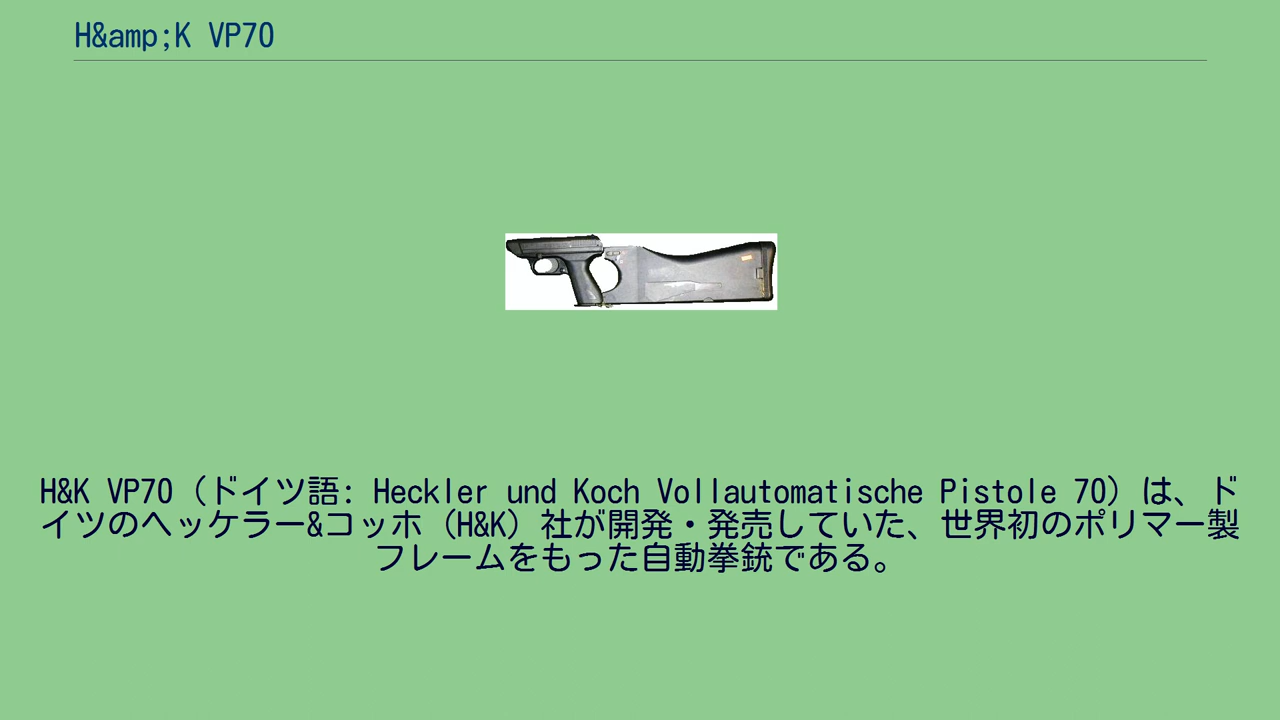 H&amp;K VP70
H&K VP70（ドイツ語: Heckler und Koch Vollautomatische Pistole 70）は、ド
イツのヘッケラー&コッホ（H&K）社が開発・発売していた、世界初のポリマー製
フレームをもった自動拳銃である。